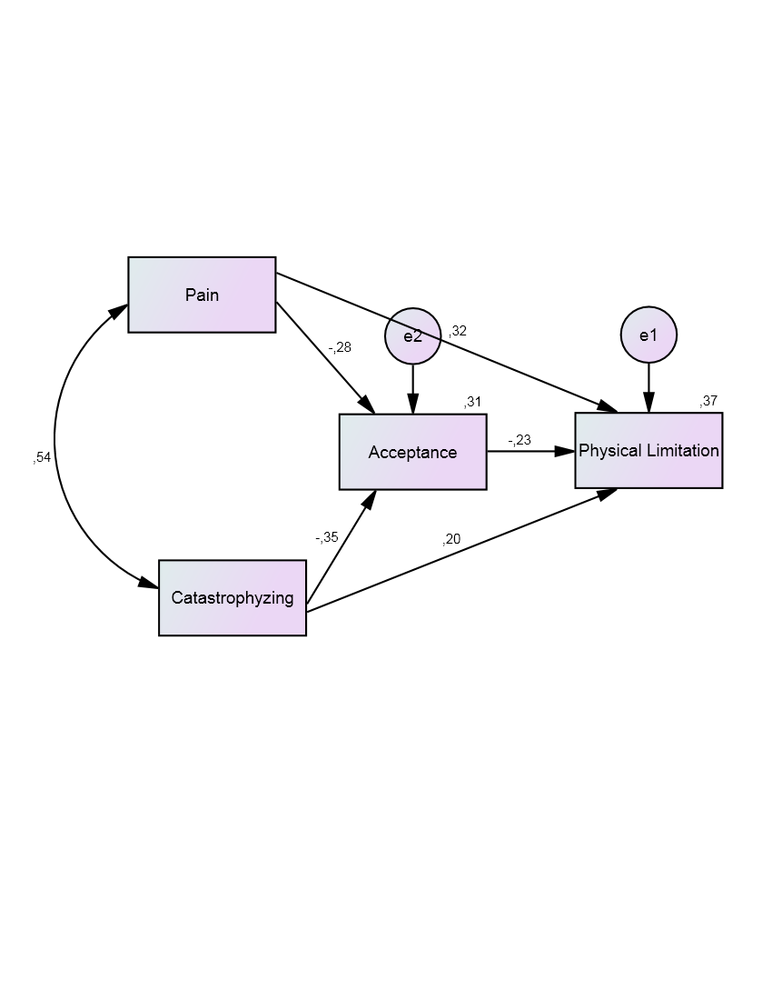 Pain
e2
,32
e1
-,28
,31
,37
Acceptance
-,23
Physical Limitation
,54
-,35
,20
Catastrophyzing